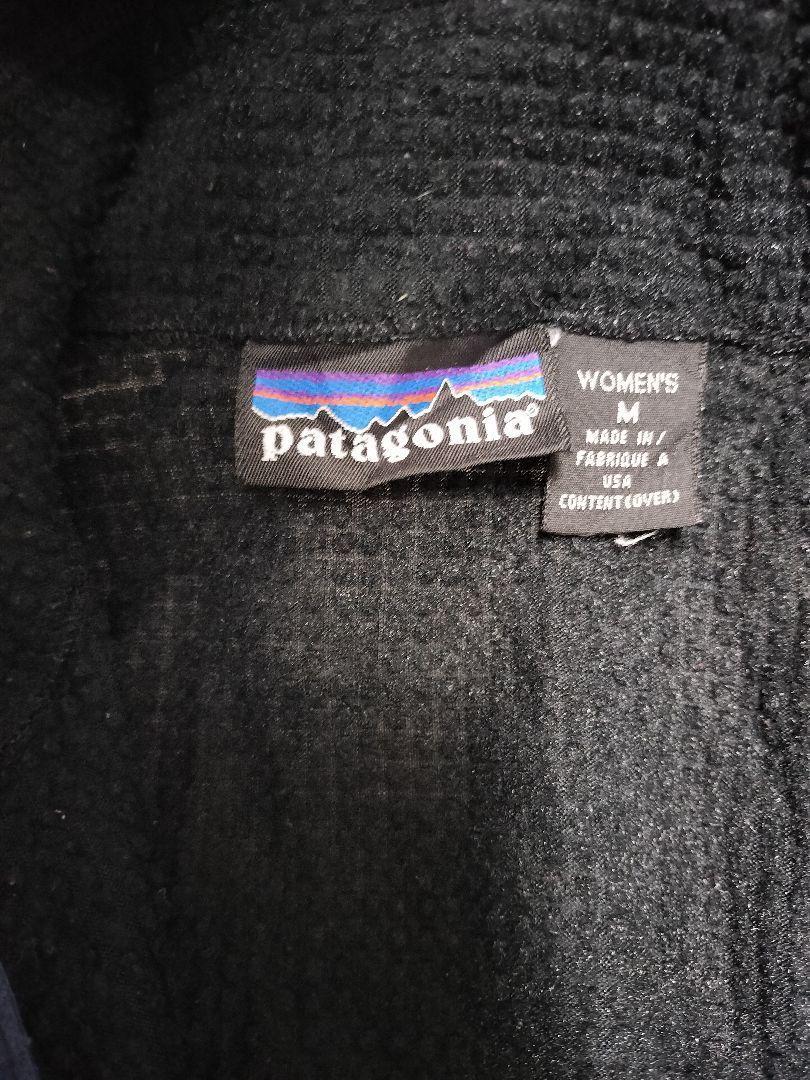 patagonia®
WOMEN'S
M
MADE IN/
FABRIQUE A
USA
CONTENT(OVER)